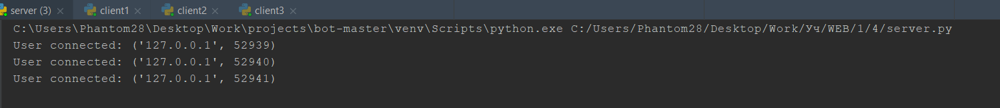 server (3) client1 client2 client3
C:\Users\Phantom28\Desktop\Work\projects\bot-master\venv\Scripts\python.exe C:/Users/Phantom28/Desktop/Work/Уч/WEB/1/4/server.py
User connected: ('127.0.0.1', 52939)
User connected: ('127.0.0.1', 52940)
User connected: ('127.0.0.1', 52941)